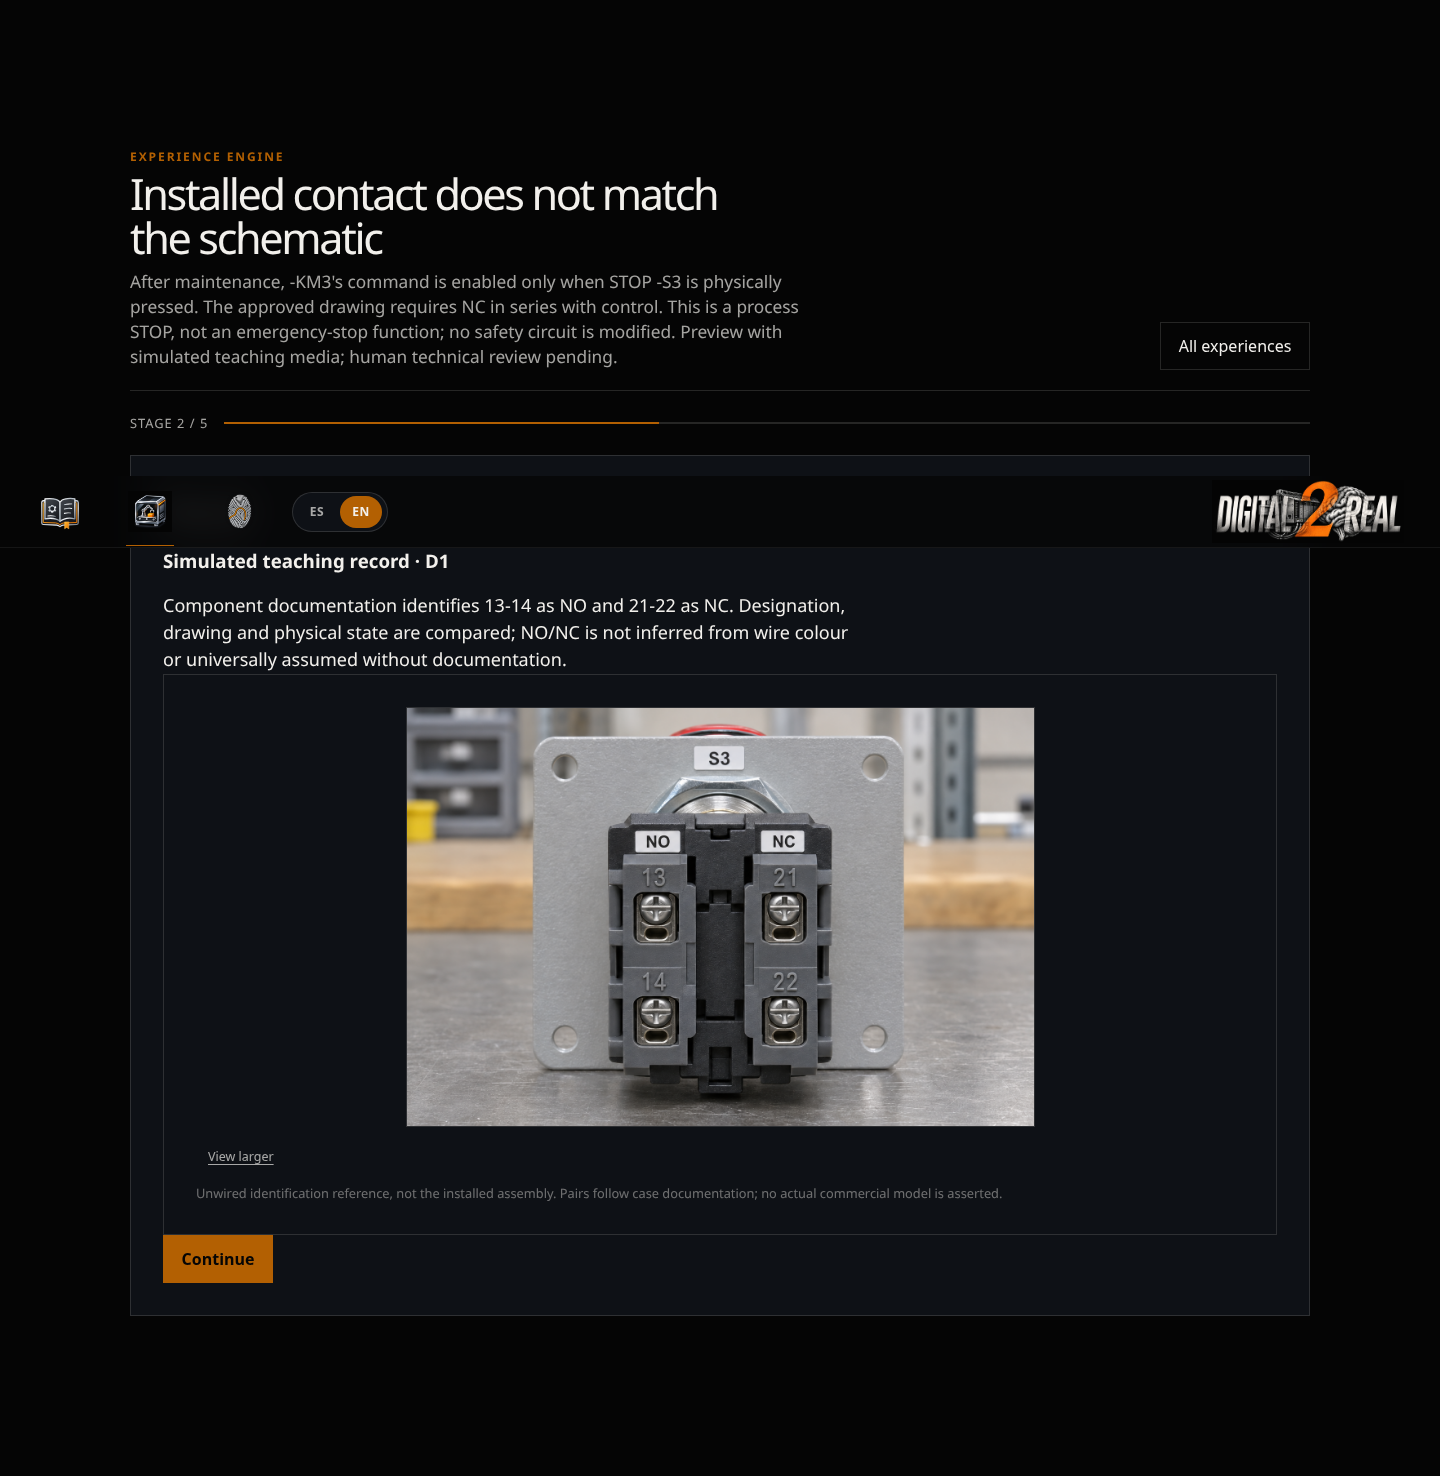 EXPERIENCE ENGINE
Installed contact does not match
the schematic
After maintenance, -KM3's command is enabled only when STOP -S3 is physically
pressed. The approved drawing requires NC in series with control. This is a process
STOP, not an emergency-stop function; no safety circuit is modified. Preview with
simulated teaching media; human technical review pending.
All experiences
STAGE 2 / 5
ES EN
DIGITAL 2 REAL
Simulated teaching record · D1
Component documentation identifies 13-14 as NO and 21-22 as NC. Designation,
drawing and physical state are compared; NO/NC is not inferred from wire colour
or universally assumed without documentation.
S3
NO NC
13 21
14 22
View larger
Unwired identification reference, not the installed assembly. Pairs follow case documentation; no actual commercial model is asserted.
Continue